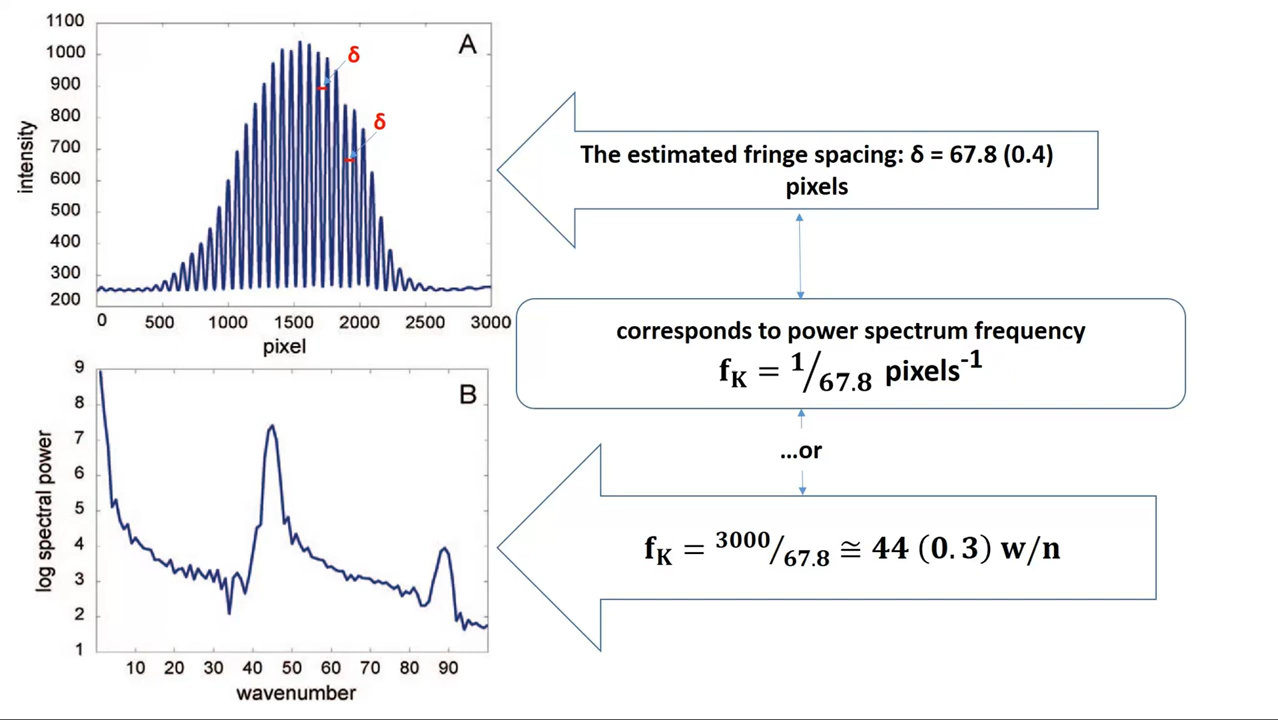 1100
1000
900
800
700
600
500
400
300
200
intensity
A
δ
δ
0 500 1000 1500 2000 2500 3000
pixel
The estimated fringe spacing: δ = 67.8 (0.4)
pixels
corresponds to power spectrum frequency
f_K = 1/67.8 pixels⁻¹
...or
f_K = 3000/67.8 ≅ 44 (0.3) w/n
9
8
7
6
5
4
3
2
1
log spectral power
B
10 20 30 40 50 60 70 80 90
wavenumber